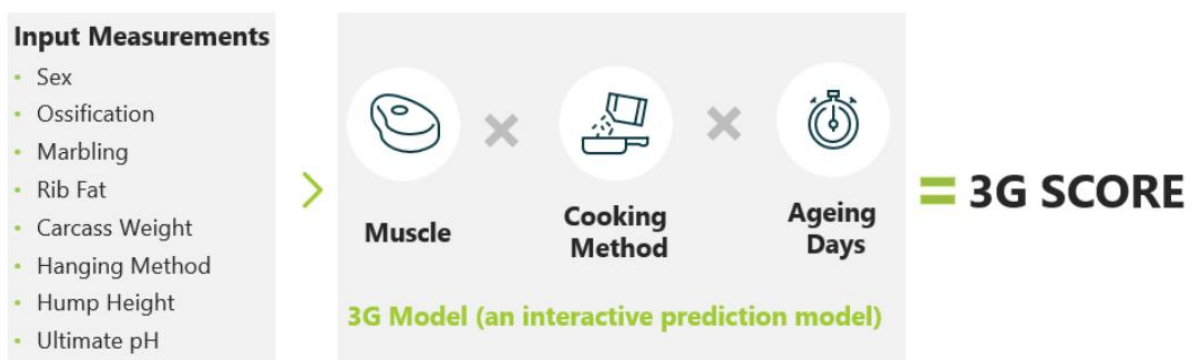 Input Measurements
• Sex
• Ossification
• Marbling
• Rib Fat
• Carcass Weight
• Hanging Method
• Hump Height
• Ultimate pH
Muscle
Cooking
Method
Ageing
Days
3G Model (an interactive prediction model)
= 3G SCORE